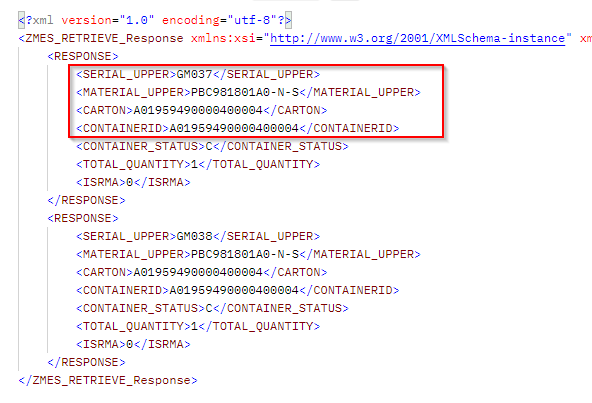 <?xml version="1.0" encoding="utf-8"?>
<ZMES_RETRIEVE_Response xmlns:xsi="http://www.w3.org/2001/XMLSchema-instance" xm
<RESPONSE>
<SERIAL_UPPER>GM037</SERIAL_UPPER>
<MATERIAL_UPPER>PBC981801A0-N-S</MATERIAL_UPPER>
<CARTON>A01959490000400004</CARTON>
<CONTAINERID>A01959490000400004</CONTAINERID>
<CONTAINER_STATUS>C</CONTAINER_STATUS>
<TOTAL_QUANTITY>1</TOTAL_QUANTITY>
<ISRMA>0</ISRMA>
</RESPONSE>
<RESPONSE>
<SERIAL_UPPER>GM038</SERIAL_UPPER>
<MATERIAL_UPPER>PBC981801A0-N-S</MATERIAL_UPPER>
<CARTON>A01959490000400004</CARTON>
<CONTAINERID>A01959490000400004</CONTAINERID>
<CONTAINER_STATUS>C</CONTAINER_STATUS>
<TOTAL_QUANTITY>1</TOTAL_QUANTITY>
<ISRMA>0</ISRMA>
</RESPONSE>
</ZMES_RETRIEVE_Response>